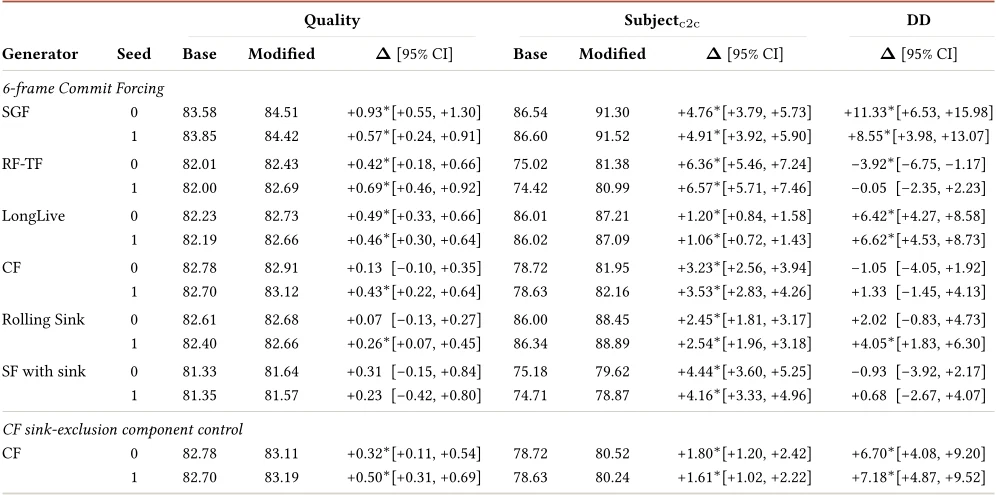 Quality Subject_c2c DD
Generator Seed Base Modified Δ [95% CI] Base Modified Δ [95% CI] Δ [95% CI]
6-frame Commit Forcing
SGF 0 83.58 84.51 +0.93*[+0.55, +1.30] 86.54 91.30 +4.76*[+3.79, +5.73] +11.33*[+6.53, +15.98]
1 83.85 84.42 +0.57*[+0.24, +0.91] 86.60 91.52 +4.91*[+3.92, +5.90] +8.55*[+3.98, +13.07]
RF-TF 0 82.01 82.43 +0.42*[+0.18, +0.66] 75.02 81.38 +6.36*[+5.46, +7.24] −3.92*[−6.75, −1.17]
1 82.00 82.69 +0.69*[+0.46, +0.92] 74.42 80.99 +6.57*[+5.71, +7.46] −0.05 [−2.35, +2.23]
LongLive 0 82.23 82.73 +0.49*[+0.33, +0.66] 86.01 87.21 +1.20*[+0.84, +1.58] +6.42*[+4.27, +8.58]
1 82.19 82.66 +0.46*[+0.30, +0.64] 86.02 87.09 +1.06*[+0.72, +1.43] +6.62*[+4.53, +8.73]
CF 0 82.78 82.91 +0.13 [−0.10, +0.35] 78.72 81.95 +3.23*[+2.56, +3.94] −1.05 [−4.05, +1.92]
1 82.70 83.12 +0.43*[+0.22, +0.64] 78.63 82.16 +3.53*[+2.83, +4.26] +1.33 [−1.45, +4.13]
Rolling Sink 0 82.61 82.68 +0.07 [−0.13, +0.27] 86.00 88.45 +2.45*[+1.81, +3.17] +2.02 [−0.83, +4.73]
1 82.40 82.66 +0.26*[+0.07, +0.45] 86.34 88.89 +2.54*[+1.96, +3.18] +4.05*[+1.83, +6.30]
SF with sink 0 81.33 81.64 +0.31 [−0.15, +0.84] 75.18 79.62 +4.44*[+3.60, +5.25] −0.93 [−3.92, +2.17]
1 81.35 81.57 +0.23 [−0.42, +0.80] 74.71 78.87 +4.16*[+3.33, +4.96] +0.68 [−2.67, +4.07]
CF sink-exclusion component control
CF 0 82.78 83.11 +0.32*[+0.11, +0.54] 78.72 80.52 +1.80*[+1.20, +2.42] +6.70*[+4.08, +9.20]
1 82.70 83.19 +0.50*[+0.31, +0.69] 78.63 80.24 +1.61*[+1.02, +2.22] +7.18*[+4.87, +9.52]